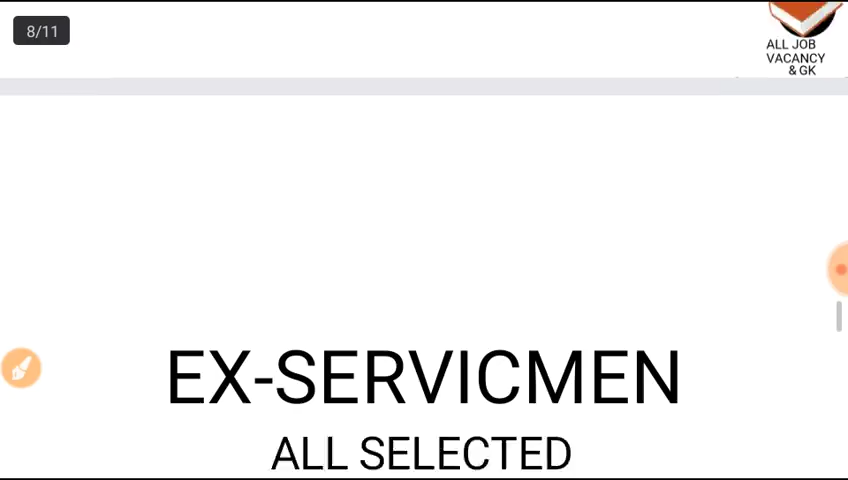 8/11
ALL JOB
VACANCY
& GK
EX-SERVICMEN
ALL SELECTED